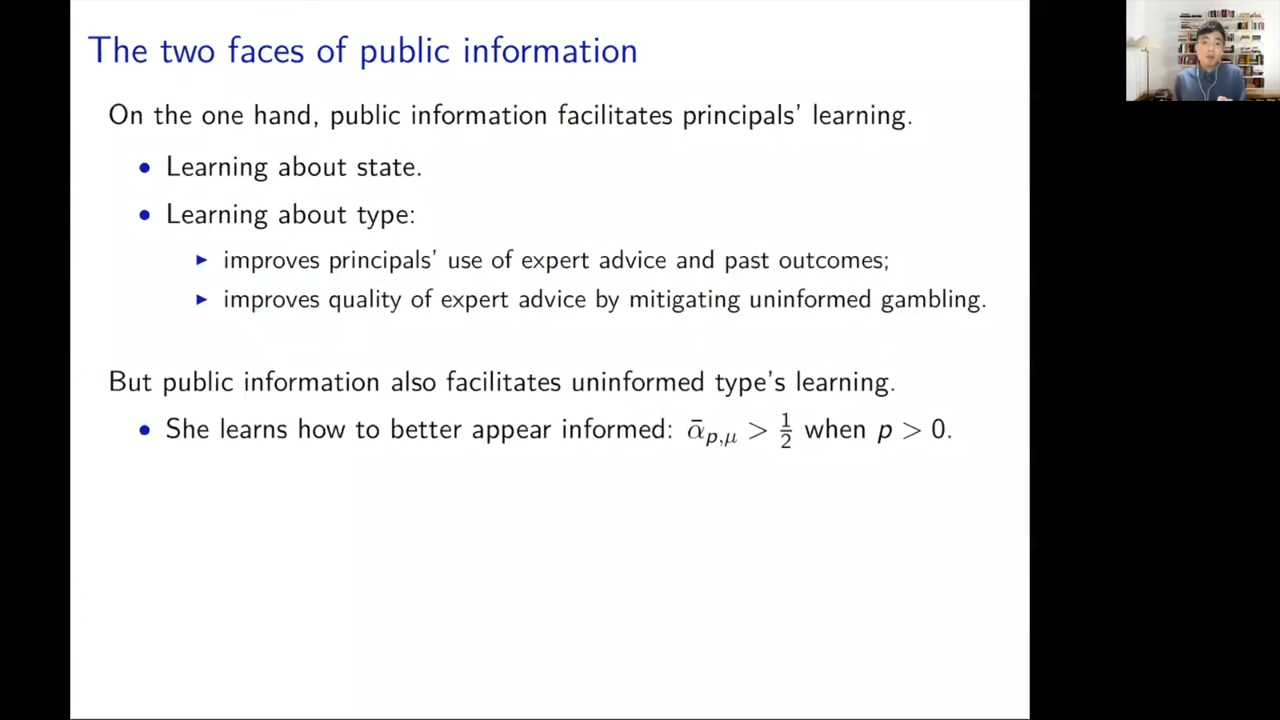 The two faces of public information
On the one hand, public information facilitates principals' learning.
• Learning about state.
• Learning about type:
▶ improves principals' use of expert advice and past outcomes;
▶ improves quality of expert advice by mitigating uninformed gambling.
But public information also facilitates uninformed type's learning.
• She learns how to better appear informed: ᾱ_{p,μ} > 1/2 when p > 0.